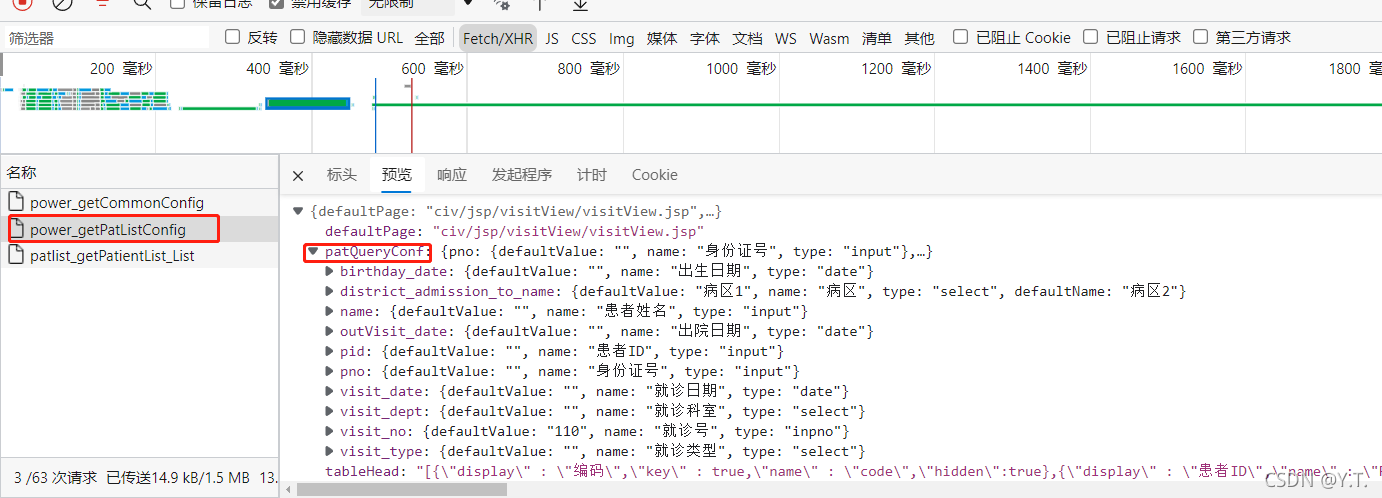 保留日志 禁用缓存 无限制
筛选器 反转 隐藏数据 URL 全部 Fetch/XHR JS CSS Img 媒体 字体 文档 WS Wasm 清单 其他 已阻止 Cookie 已阻止请求 第三方请求
200 毫秒 400 毫秒 600 毫秒 800 毫秒 1000 毫秒 1200 毫秒 1400 毫秒 1600 毫秒 1800 毫
名称 标头 预览 响应 发起程序 计时 Cookie
power_getCommonConfig
power_getPatListConfig
patlist_getPatientList_List
{defaultPage: "civ/jsp/visitView/visitView.jsp",…}
defaultPage: "civ/jsp/visitView/visitView.jsp"
patQueryConf: {pno: {defaultValue: "", name: "身份证号", type: "input"},…}
birthday_date: {defaultValue: "", name: "出生日期", type: "date"}
district_admission_to_name: {defaultValue: "病区1", name: "病区", type: "select", defaultName: "病区2"}
name: {defaultValue: "", name: "患者姓名", type: "input"}
outVisit_date: {defaultValue: "", name: "出院日期", type: "date"}
pid: {defaultValue: "", name: "患者ID", type: "input"}
pno: {defaultValue: "", name: "身份证号", type: "input"}
visit_date: {defaultValue: "", name: "就诊日期", type: "date"}
visit_dept: {defaultValue: "", name: "就诊科室", type: "select"}
visit_no: {defaultValue: "110", name: "就诊号", type: "inpno"}
visit_type: {defaultValue: "", name: "就诊类型", type: "select"}
tableHead: "[{\"display\" : \"编码\",\"key\" : true,\"name\" : \"code\",\"hidden\":true},{\"display\" : \"患者ID\",\"name\" : \"
3 /63 次请求 已传送14.9 kB/1.5 MB 13.
CSDN @Y.T.